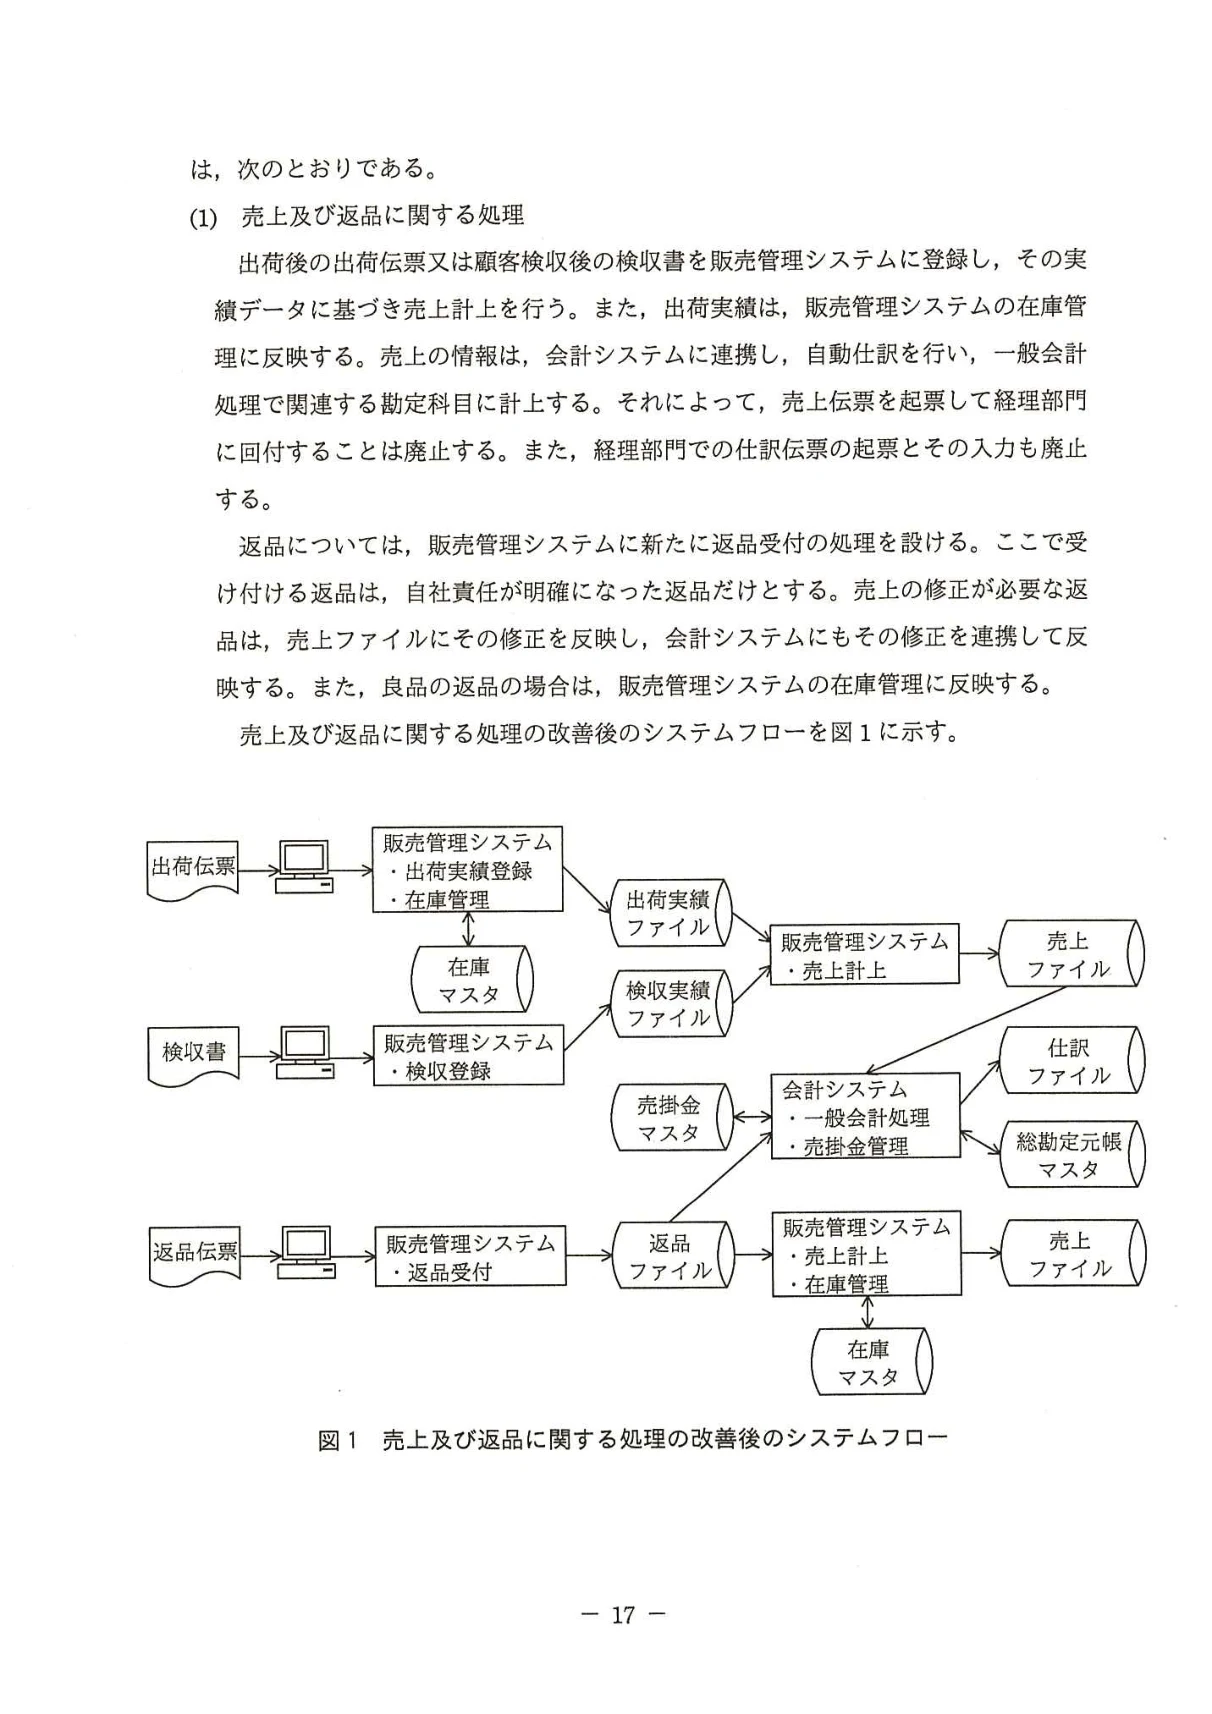 は，次のとおりである。
(1)　売上及び返品に関する処理
出荷後の出荷伝票又は顧客検収後の検収書を販売管理システムに登録し，その実
績データに基づき売上計上を行う。また，出荷実績は，販売管理システムの在庫管
理に反映する。売上の情報は，会計システムに連携し，自動仕訳を行い，一般会計
処理で関連する勘定科目に計上する。それによって，売上伝票を起票して経理部門
に回付することは廃止する。また，経理部門での仕訳伝票の起票とその入力も廃止
する。
返品については，販売管理システムに新たに返品受付の処理を設ける。ここで受
け付ける返品は，自社責任が明確になった返品だけとする。売上の修正が必要な返
品は，売上ファイルにその修正を反映し，会計システムにもその修正を連携して反
映する。また，良品の返品の場合は，販売管理システムの在庫管理に反映する。
売上及び返品に関する処理の改善後のシステムフローを図1に示す。
出荷伝票
販売管理システム
・出荷実績登録
・在庫管理
在庫
マスタ
出荷実績
ファイル
検収書
販売管理システム
・検収登録
検収実績
ファイル
販売管理システム
・売上計上
売上
ファイル
売掛金
マスタ
会計システム
・一般会計処理
・売掛金管理
仕訳
ファイル
総勘定元帳
マスタ
返品伝票
販売管理システム
・返品受付
返品
ファイル
販売管理システム
・売上計上
・在庫管理
売上
ファイル
在庫
マスタ
図1　売上及び返品に関する処理の改善後のシステムフロー
－ 17 －